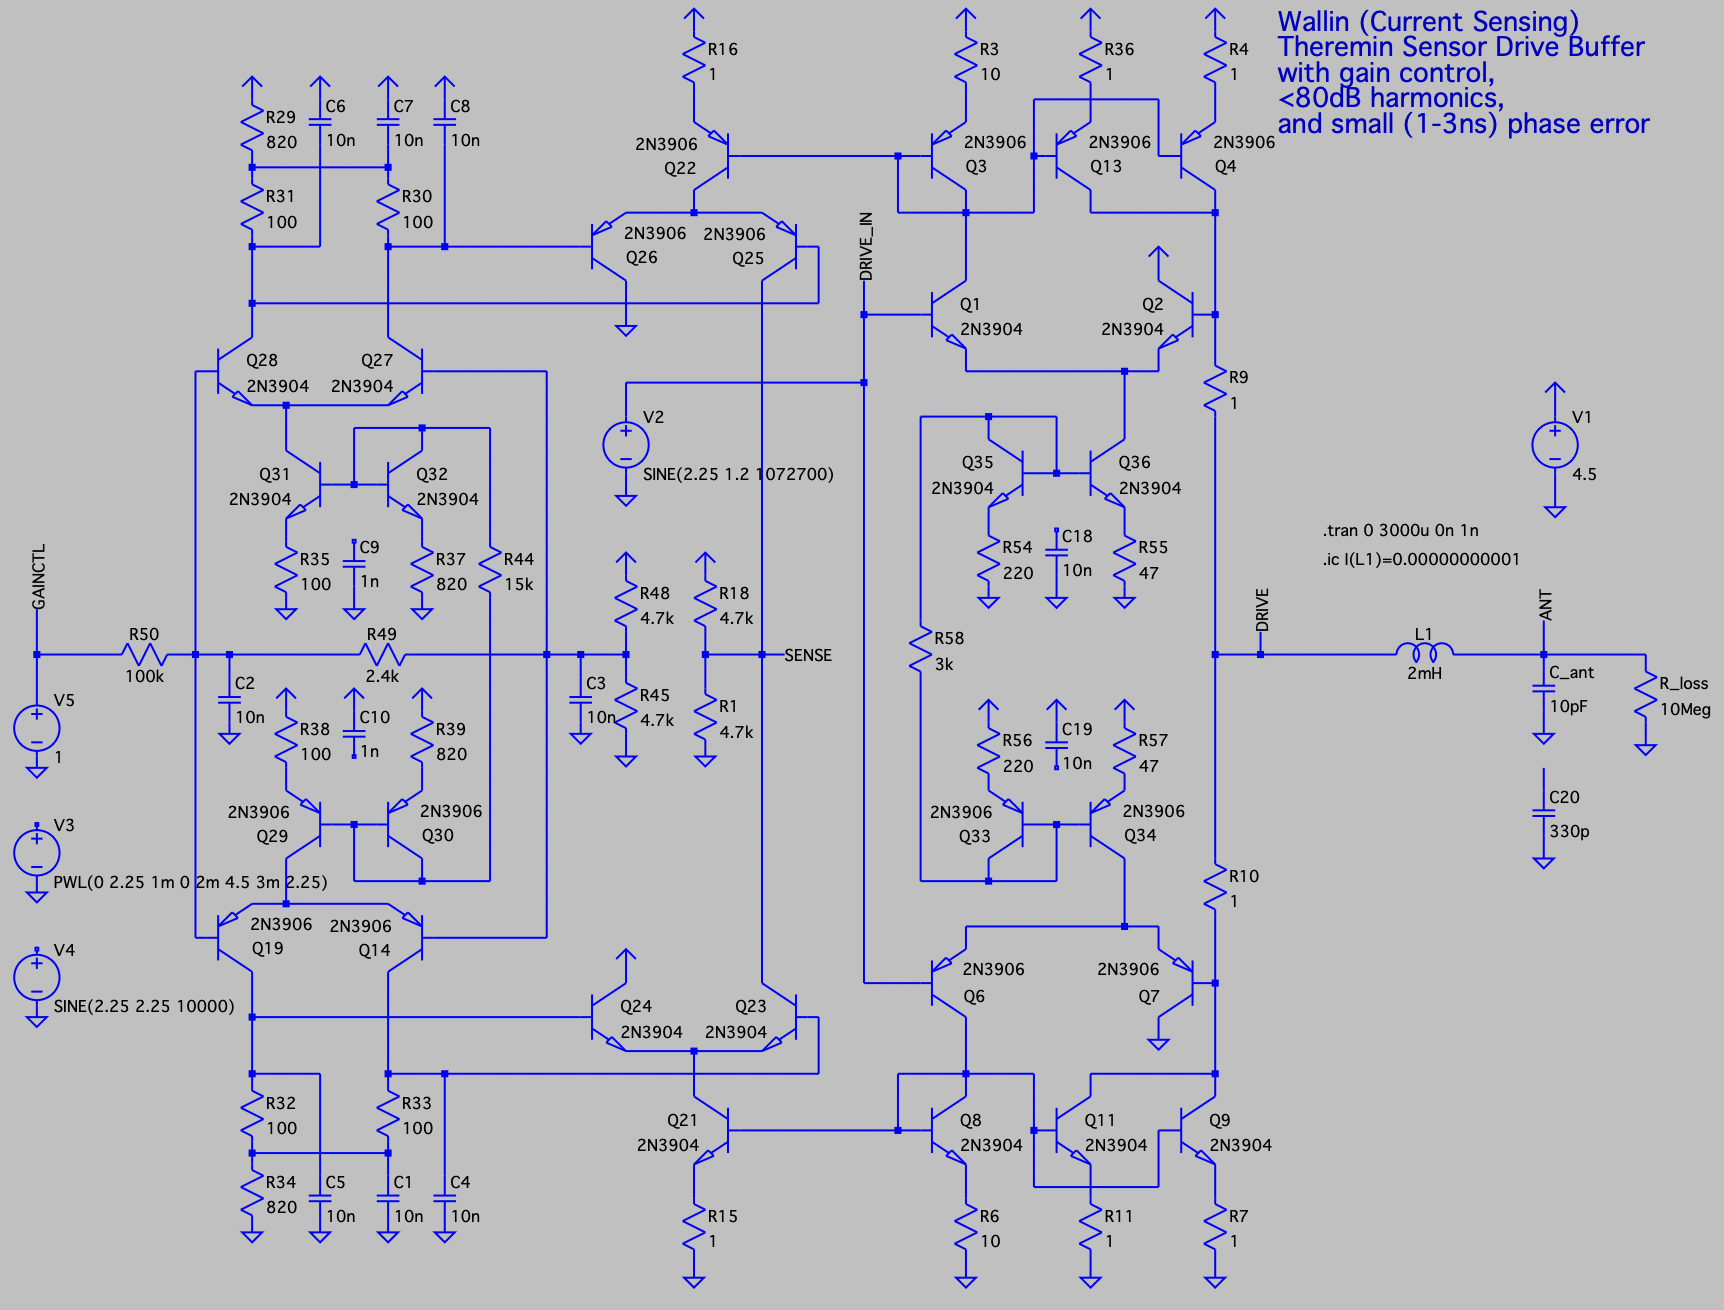 Wallin (Current Sensing)
Theremin Sensor Drive Buffer
with gain control,
<80dB harmonics,
and small (1-3ns) phase error
R16
1
R3
10
R36
1
R4
1
R29
820
C6
10n
C7
10n
C8
10n
2N3906
Q22
2N3906
Q3
2N3906
Q13
2N3906
Q4
R31
100
R30
100
2N3906
Q26
2N3906
Q25
DRIVE_IN
Q1
2N3904
Q2
2N3904
Q28
2N3904
Q27
2N3904
R9
1
V2
SINE(2.25 1.2 1072700)
V1
4.5
Q31
2N3904
Q32
2N3904
Q35
2N3904
Q36
2N3904
.tran 0 3000u 0n 1n
.ic I(L1)=0.00000000001
R35
100
C9
1n
R37
820
R44
15k
R54
220
C18
10n
R55
47
GAINCTL
R48
4.7k
R18
4.7k
DRIVE
ANT
R50
100k
R49
2.4k
SENSE
R58
3k
L1
2mH
C2
10n
C3
10n
R45
4.7k
R1
4.7k
C_ant
10pF
R_loss
10Meg
V5
1
R38
100
C10
1n
R39
820
R56
220
C19
10n
R57
47
2N3906
Q29
2N3906
Q30
2N3906
Q33
2N3906
Q34
C20
330p
V3
PWL(0 2.25 1m 0 2m 4.5 3m 2.25)
R10
1
2N3906
Q19
2N3906
Q14
V4
SINE(2.25 2.25 10000)
2N3906
Q6
2N3906
Q7
Q24
2N3904
Q23
2N3904
R32
100
R33
100
Q21
2N3904
Q8
2N3904
Q11
2N3904
Q9
2N3904
R34
820
C5
10n
C1
10n
C4
10n
R15
1
R6
10
R11
1
R7
1